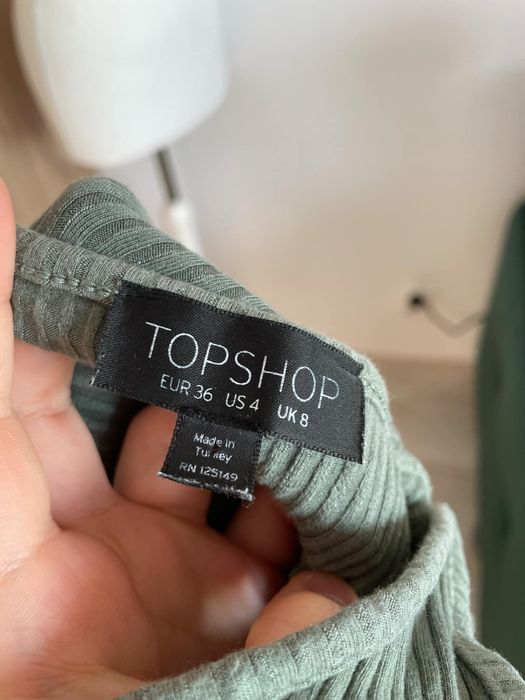 TOPSHOP
EUR 36 US 4 UK 8
Made in
Turkey
RN 125149